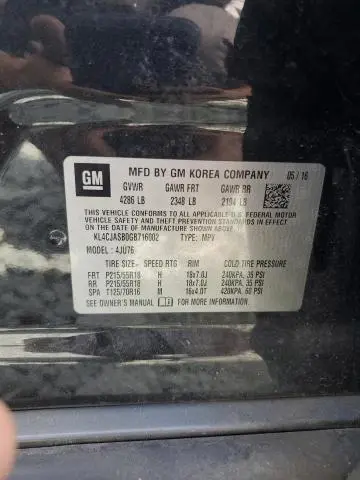 GM
MFD BY GM KOREA COMPANY 05/16
GVWR GAWR FRT GAWR RR
4286 LB 2348 LB 2194 LB
THIS VEHICLE CONFORMS TO ALL APPLICABLE U.S. FEDERAL MOTOR
VEHICLE SAFETY, BUMPER, AND THEFT PREVENTION STANDARDS IN
EFFECT ON THE DATE OF MANUFACTURE SHOWN ABOVE.
KL4CJASB0GB716002 TYPE: MPV
MODEL: 4JU76
TIRE SIZE SPEED RTG RIM COLD TIRE PRESSURE
FRT P215/55R18 H 18x7.0J 240KPA, 35 PSI
RR P215/55R18 H 18x7.0J 240KPA, 35 PSI
SPA T125/70R16 M 16x4.0T 420KPA, 60 PSI
SEE OWNER'S MANUAL FOR ADDITIONAL INFORMATION.